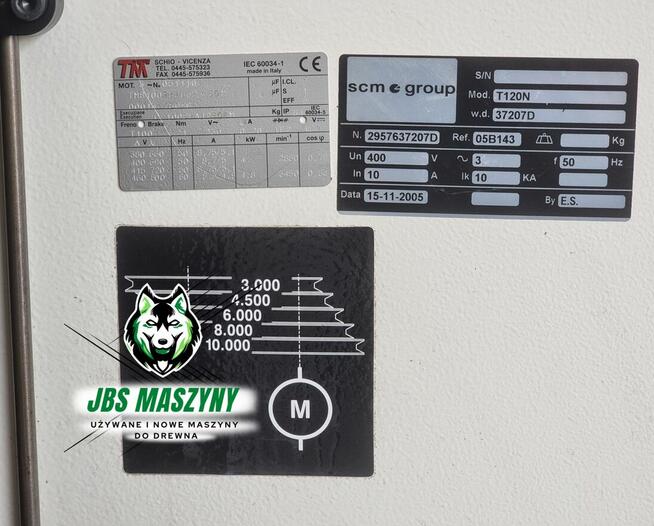 TM
SCHIO - VICENZA
TEL. 0445-575323
FAX 0445-575936
IEC 60034-1
made in Italy
CE
MOT. ~ N.
µF I.CL.
µF S
EFF
Esecuzione
Execution
Kg IP IEC 60034-5
Freno Brake Nm V~ A V=
V Hz A kW min⁻¹ cos φ
scm group
S/N
Mod. T120N
w.d. 37207D
N. 2957637207D Ref. 05B143 Kg
Un 400 V ~ 3 f 50 Hz
In 10 A Ik 10 KA
Data 15-11-2005 By E.S.
3.000
4.500
6.000
8.000
10.000
M
JBS MASZYNY
UŻYWANE I NOWE MASZYNY
DO DREWNA